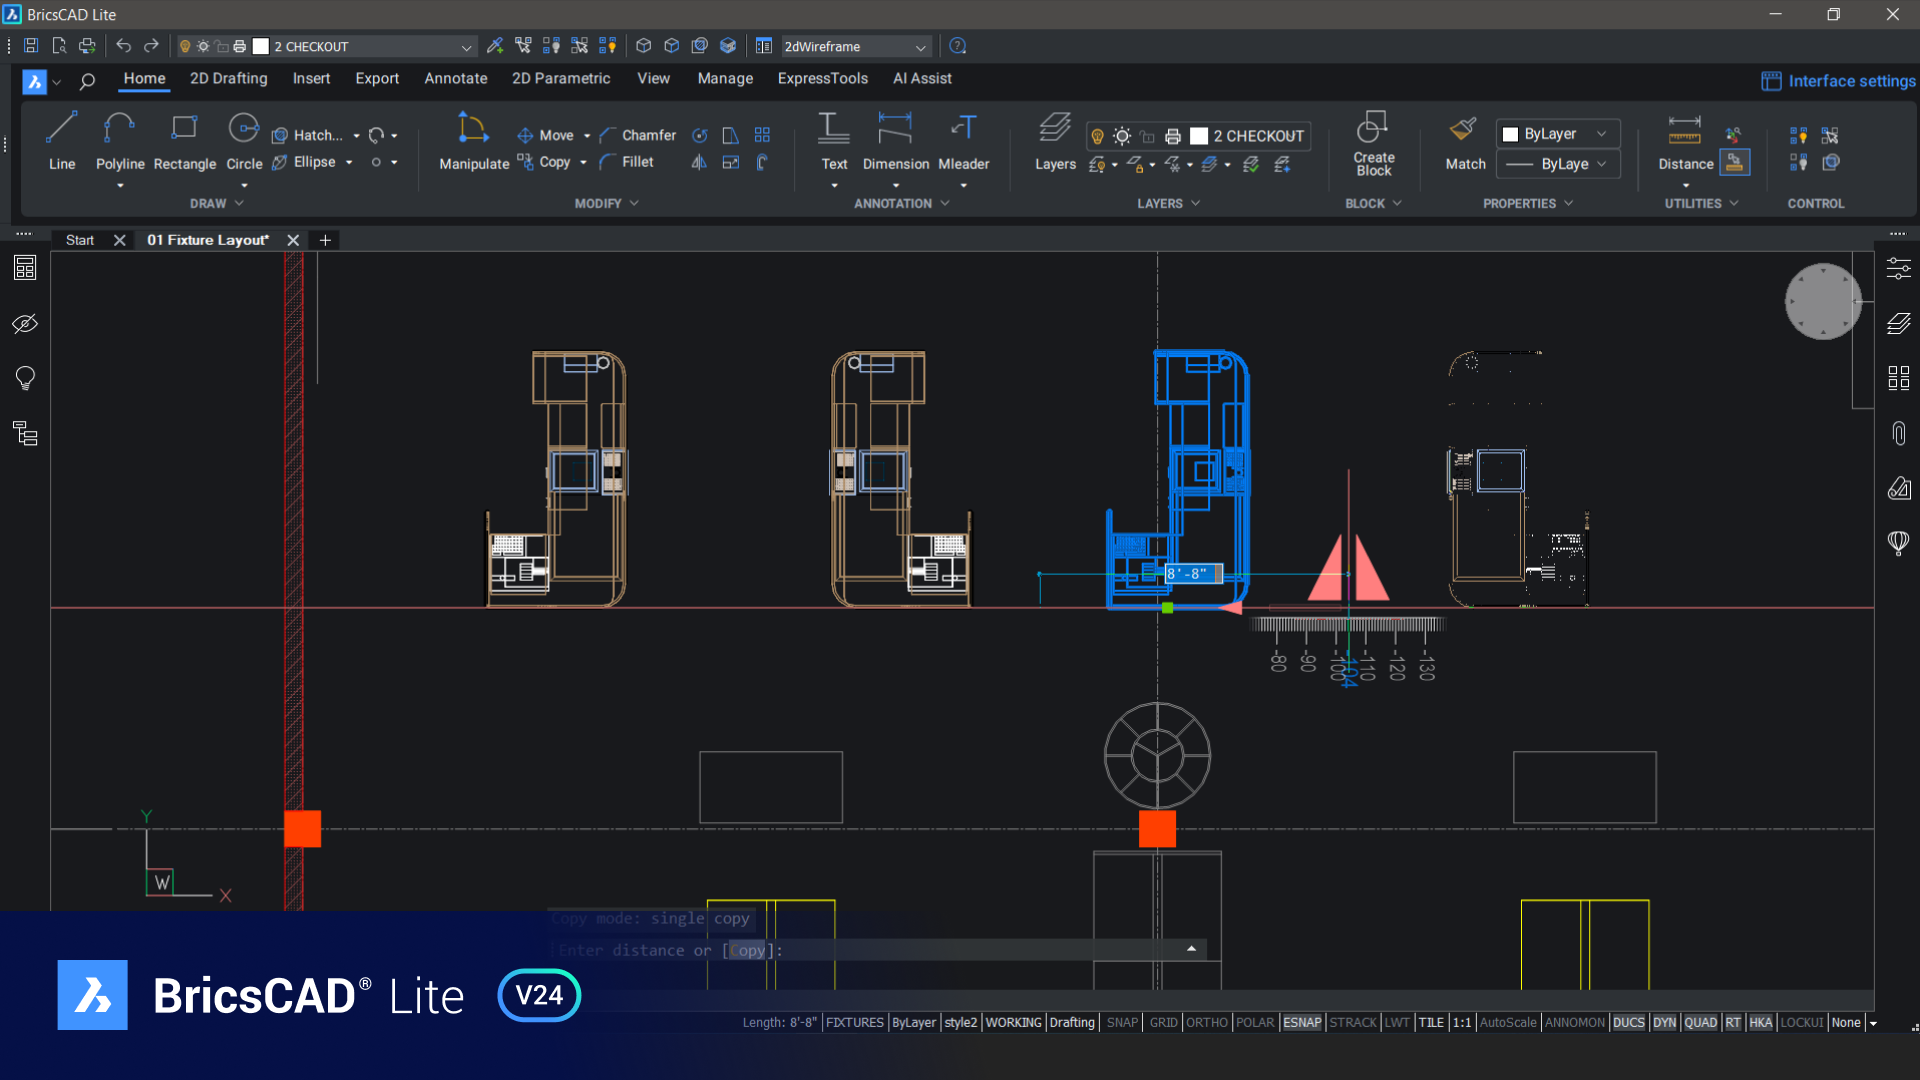 BricsCAD Lite
2 CHECKOUT
2dWireframe
Home 2D Drafting Insert Export Annotate 2D Parametric View Manage ExpressTools AI Assist
Interface settings
Hatch... Move Chamfer 2 CHECKOUT ByLayer
Line Polyline Rectangle Circle Ellipse Manipulate Copy Fillet Text Dimension Mleader Layers Create Block Match ByLaye Distance
DRAW MODIFY ANNOTATION LAYERS BLOCK PROPERTIES UTILITIES CONTROL
Start 01 Fixture Layout*
8'-8"
-80 -90 -100 -104 -110 -120 -130
Y
W
X
Copy mode: single copy
Enter distance or [Copy]:
BricsCAD® Lite V24
Length: 8'-8" FIXTURES ByLayer style2 WORKING Drafting SNAP GRID ORTHO POLAR ESNAP STRACK LWT TILE 1:1 AutoScale ANNOMON DUCS DYN QUAD RT HKA LOCKUI None